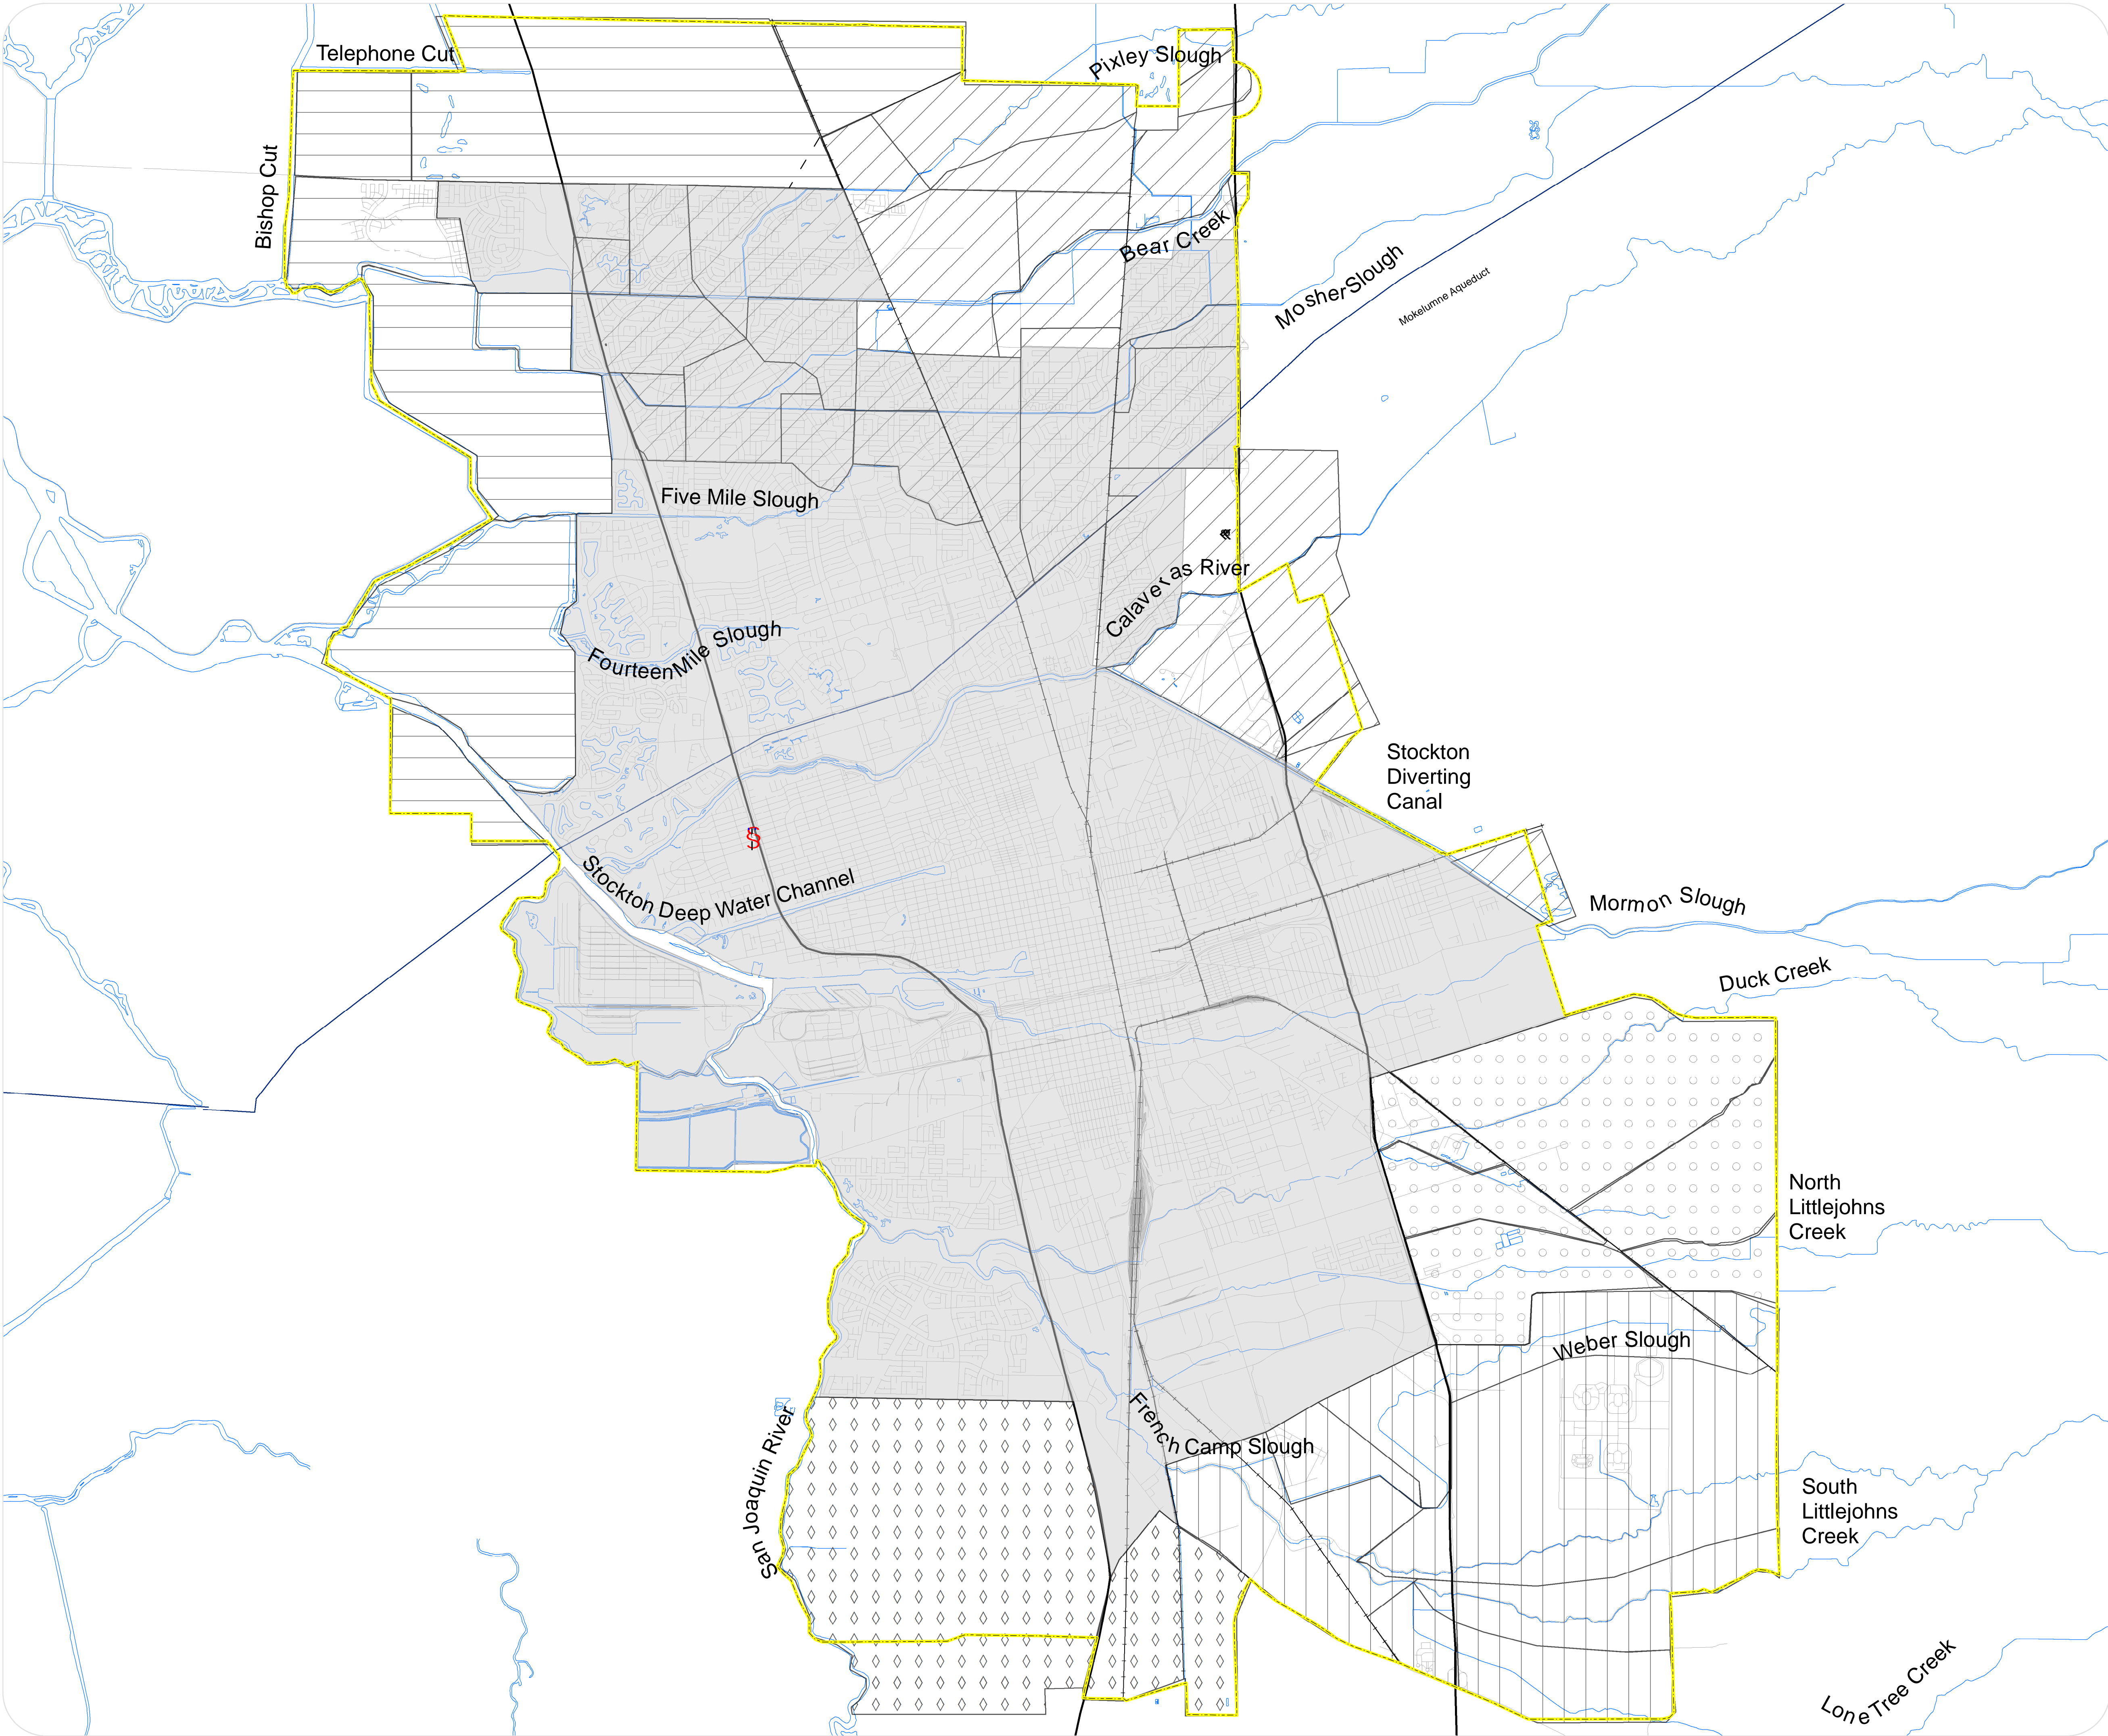 Telephone Cut
Pixley Slough
Bishop Cut
Bear Creek
Mosher Slough
Mokelumne Aqueduct
Five Mile Slough
Calaveras River
Fourteen Mile Slough
Stockton
Diverting
Canal
§
Stockton Deep Water Channel
Mormon Slough
Duck Creek
North
Littlejohns
Creek
Weber Slough
French Camp Slough
San Joaquin River
South
Littlejohns
Creek
Lone Tree Creek